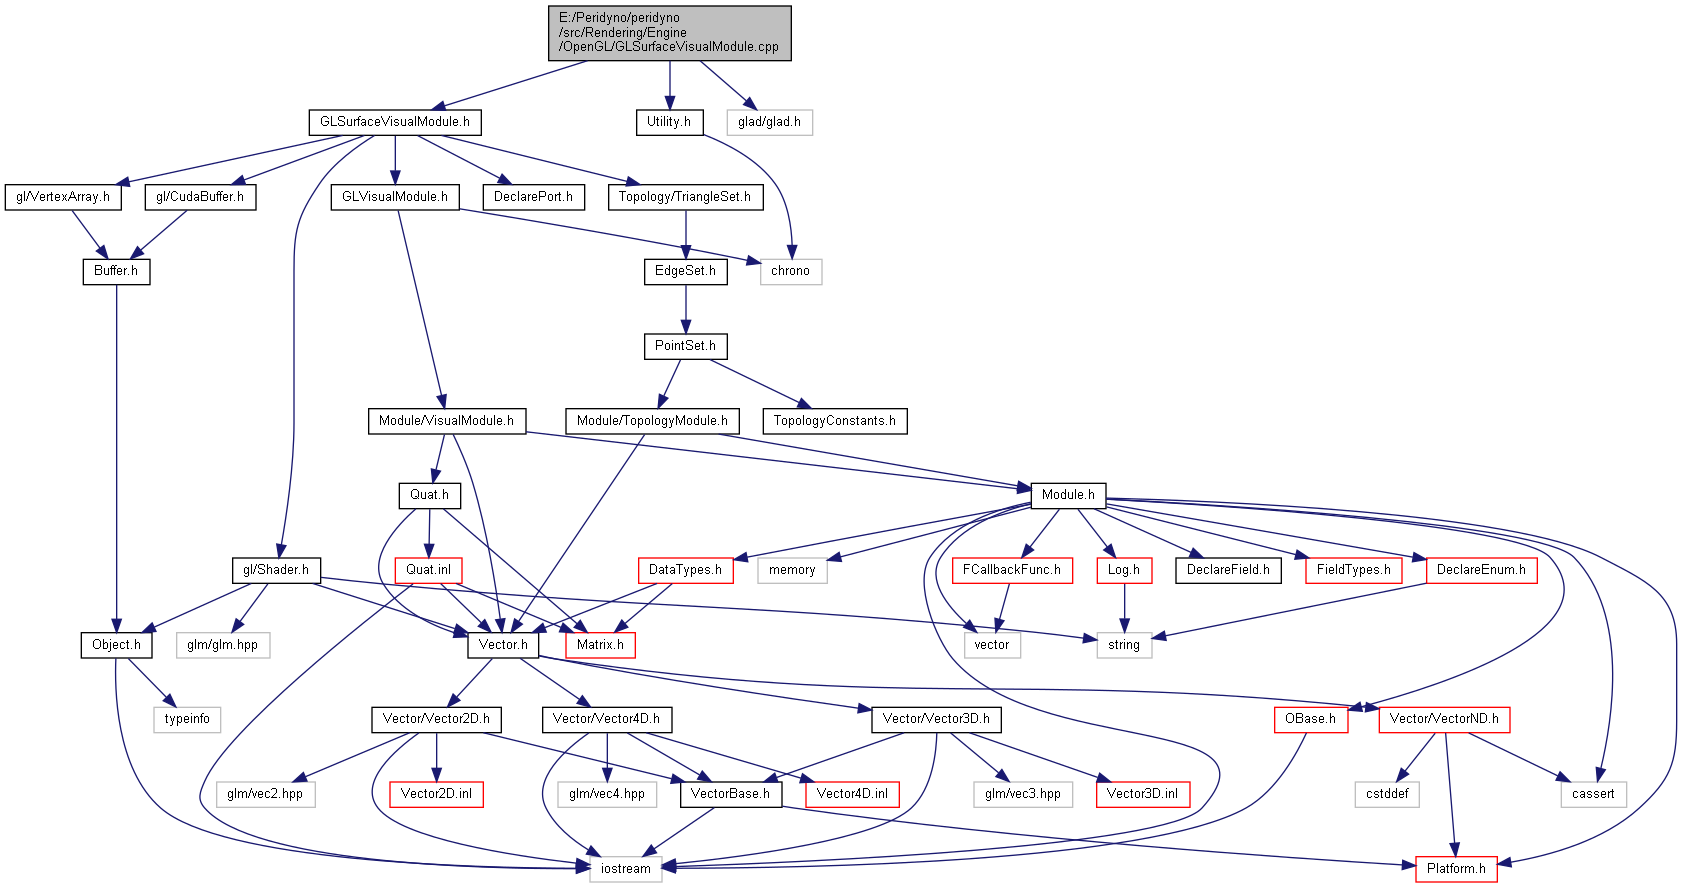 E:/Peridyno/peridyno
/src/Rendering/Engine
/OpenGL/GLSurfaceVisualModule.cpp
GLSurfaceVisualModule.h
Utility.h
glad/glad.h
gl/VertexArray.h
gl/CudaBuffer.h
GLVisualModule.h
DeclarePort.h
Topology/TriangleSet.h
Buffer.h
EdgeSet.h
chrono
PointSet.h
Module/VisualModule.h
Module/TopologyModule.h
TopologyConstants.h
Quat.h
Module.h
gl/Shader.h
Quat.inl
DataTypes.h
memory
FCallbackFunc.h
Log.h
DeclareField.h
FieldTypes.h
DeclareEnum.h
Object.h
glm/glm.hpp
Vector.h
Matrix.h
vector
string
typeinfo
Vector/Vector2D.h
Vector/Vector4D.h
Vector/Vector3D.h
OBase.h
Vector/VectorND.h
glm/vec2.hpp
Vector2D.inl
glm/vec4.hpp
VectorBase.h
Vector4D.inl
glm/vec3.hpp
Vector3D.inl
cstddef
cassert
iostream
Platform.h